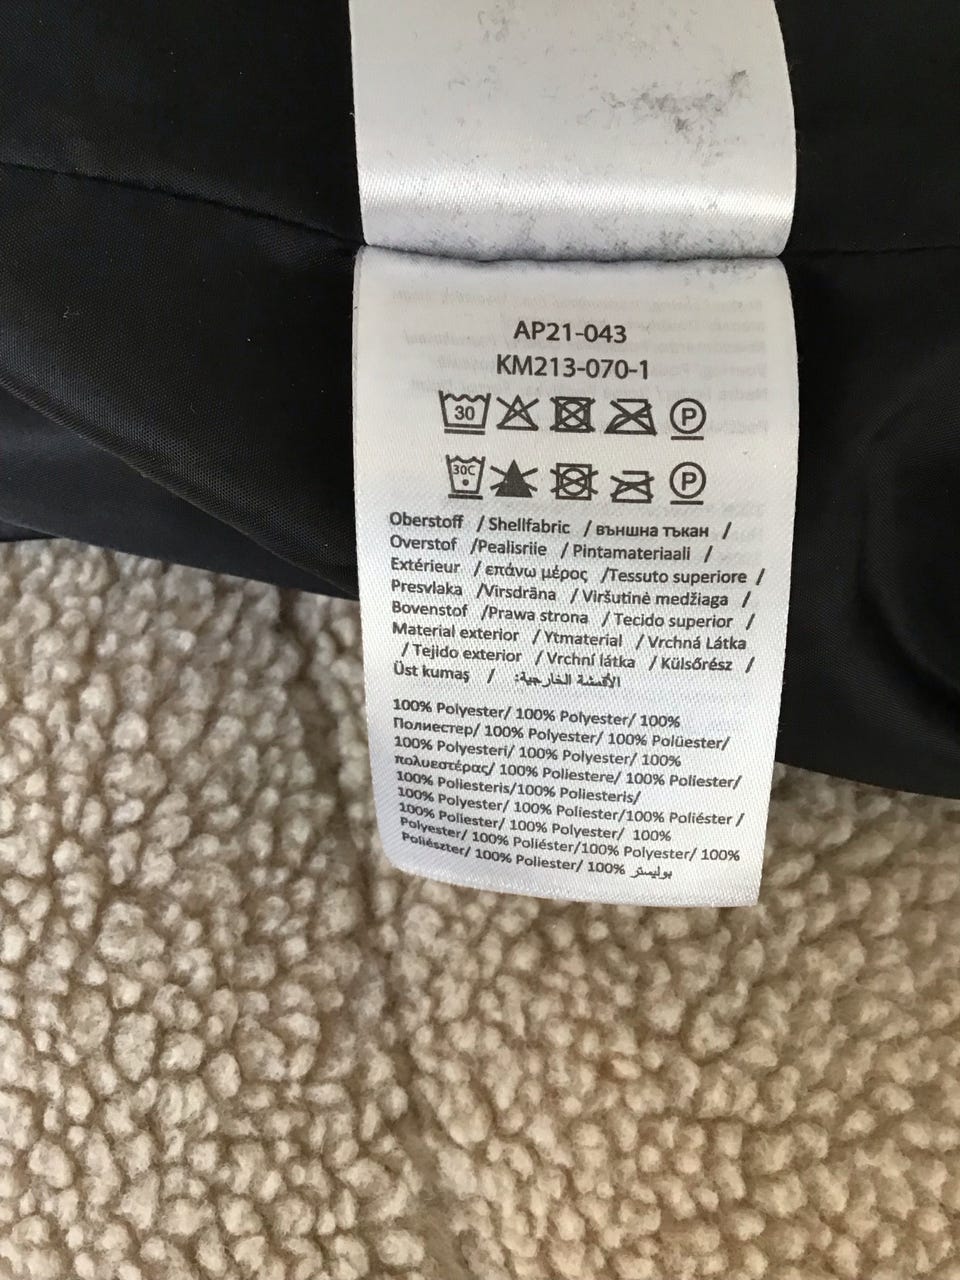 AP21-043
KM213-070-1
30
P
30C
P
Oberstoff / Shellfabric / външна тъкан /
Overstof / Pealisriie / Pintamateriaali /
Extérieur / επάνω μέρος / Tessuto superiore /
Presvlaka / Virsdrāna / Viršutinė medžiaga /
Bovenstof / Prawa strona / Tecido superior /
Material exterior / Ytmaterial / Vrchná Látka
/ Tejido exterior / Vrchní látka / Külsőrész /
Üst kumaş / الأقمشة الخارجية:
100% Polyester/ 100% Polyester/ 100%
Полиестер/ 100% Polyester/ 100% Polüester/
100% Polyesteri/ 100% Polyester/ 100%
πολυεστέρας/ 100% Poliestere/ 100% Poliester/
100% Poliesteris/100% Poliesteris/
100% Polyester/ 100% Poliester/100% Poliéster /
100% Poliester/ 100% Polyester/ 100%
Polyester/ 100% Poliéster/100% Polyester/ 100%
Poliészter/ 100% Poliester/ 100% بوليستر